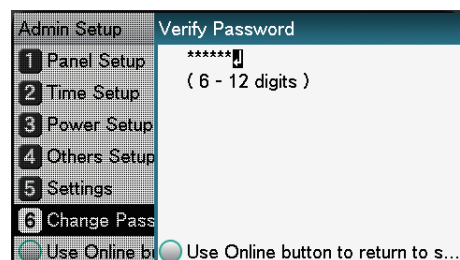 Admin Setup
1 Panel Setup
2 Time Setup
3 Power Setup
4 Others Setup
5 Settings
6 Change Pass
Use Online b
Verify Password
******
( 6 - 12 digits )
Use Online button to return to s...